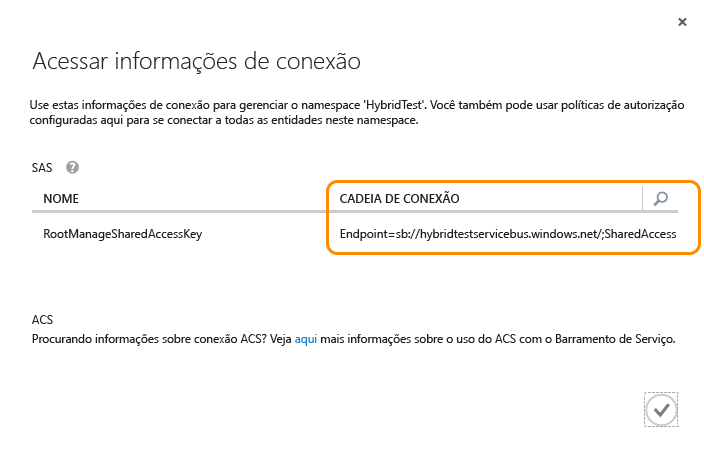 Acessar informações de conexão
Use estas informações de conexão para gerenciar o namespace 'HybridTest'. Você também pode usar políticas de autorização
configuradas aqui para se conectar a todas as entidades neste namespace.
SAS ?
NOME CADEIA DE CONEXÃO
RootManageSharedAccessKey Endpoint=sb://hybridtestservicebus.windows.net/;SharedAccess
ACS
Procurando informações sobre conexão ACS? Veja aqui mais informações sobre o uso do ACS com o Barramento de Serviço.